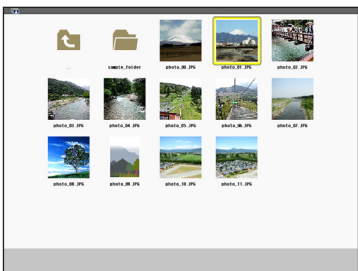 sample_folder photo_00.JPG photo_01.JPG photo_02.JPG
photo_03.JPG photo_04.JPG photo_05.JPG photo_06.JPG photo_07.JPG
photo_08.JPG photo_09.JPG photo_10.JPG photo_11.JPG